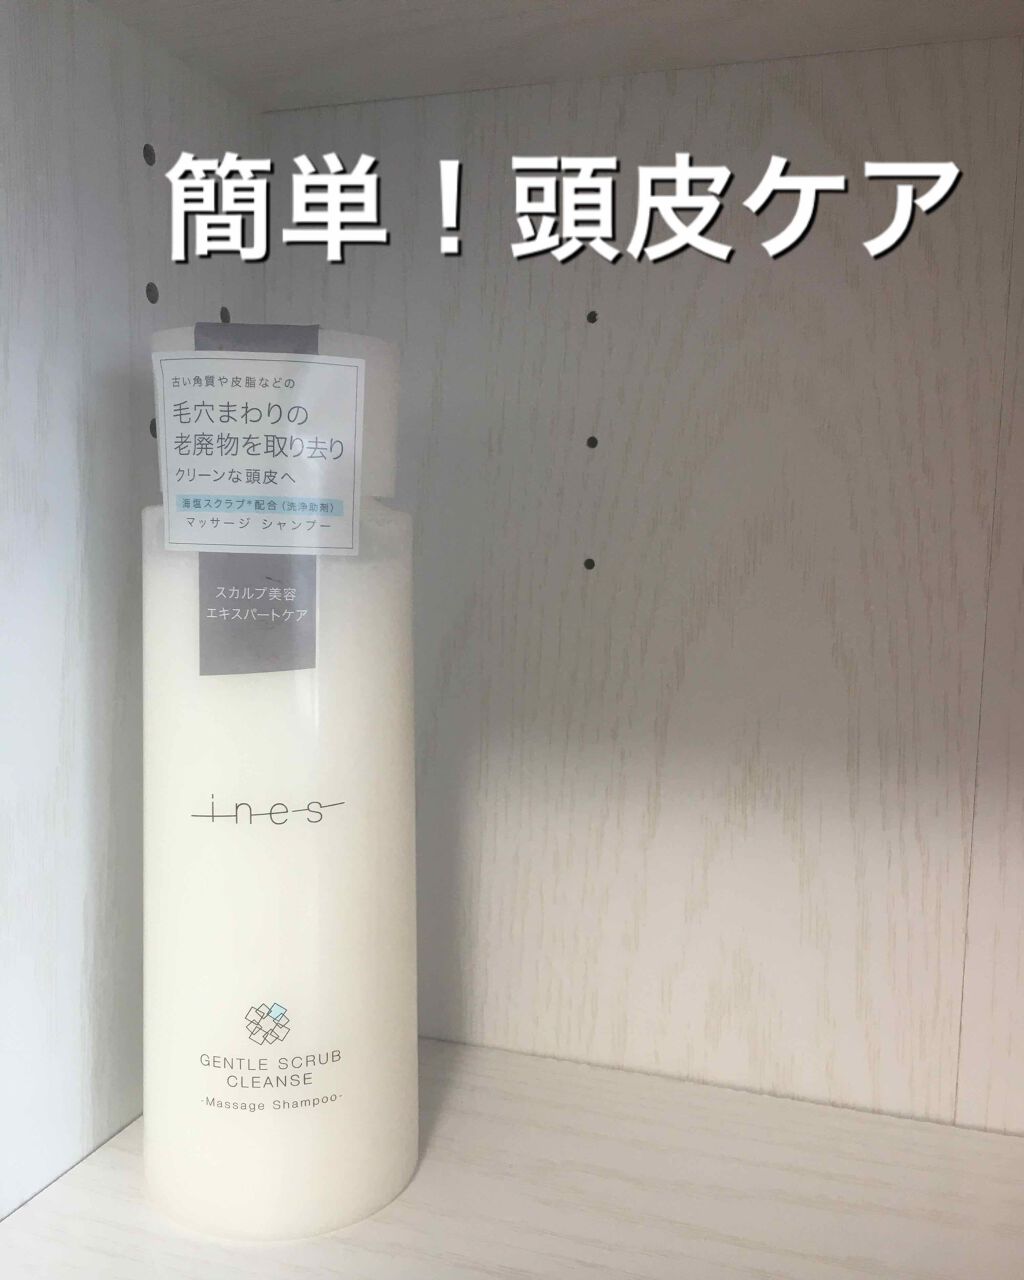 簡単！頭皮ケア
古い角質や皮脂などの
毛穴まわりの
老廃物を取り去り
クリーンな頭皮へ
海塩スクラブ*配合（洗浄助剤）
マッサージ シャンプー
スカルプ美容
エキスパートケア
ines
GENTLE SCRUB
CLEANSE
-Massage Shampoo-